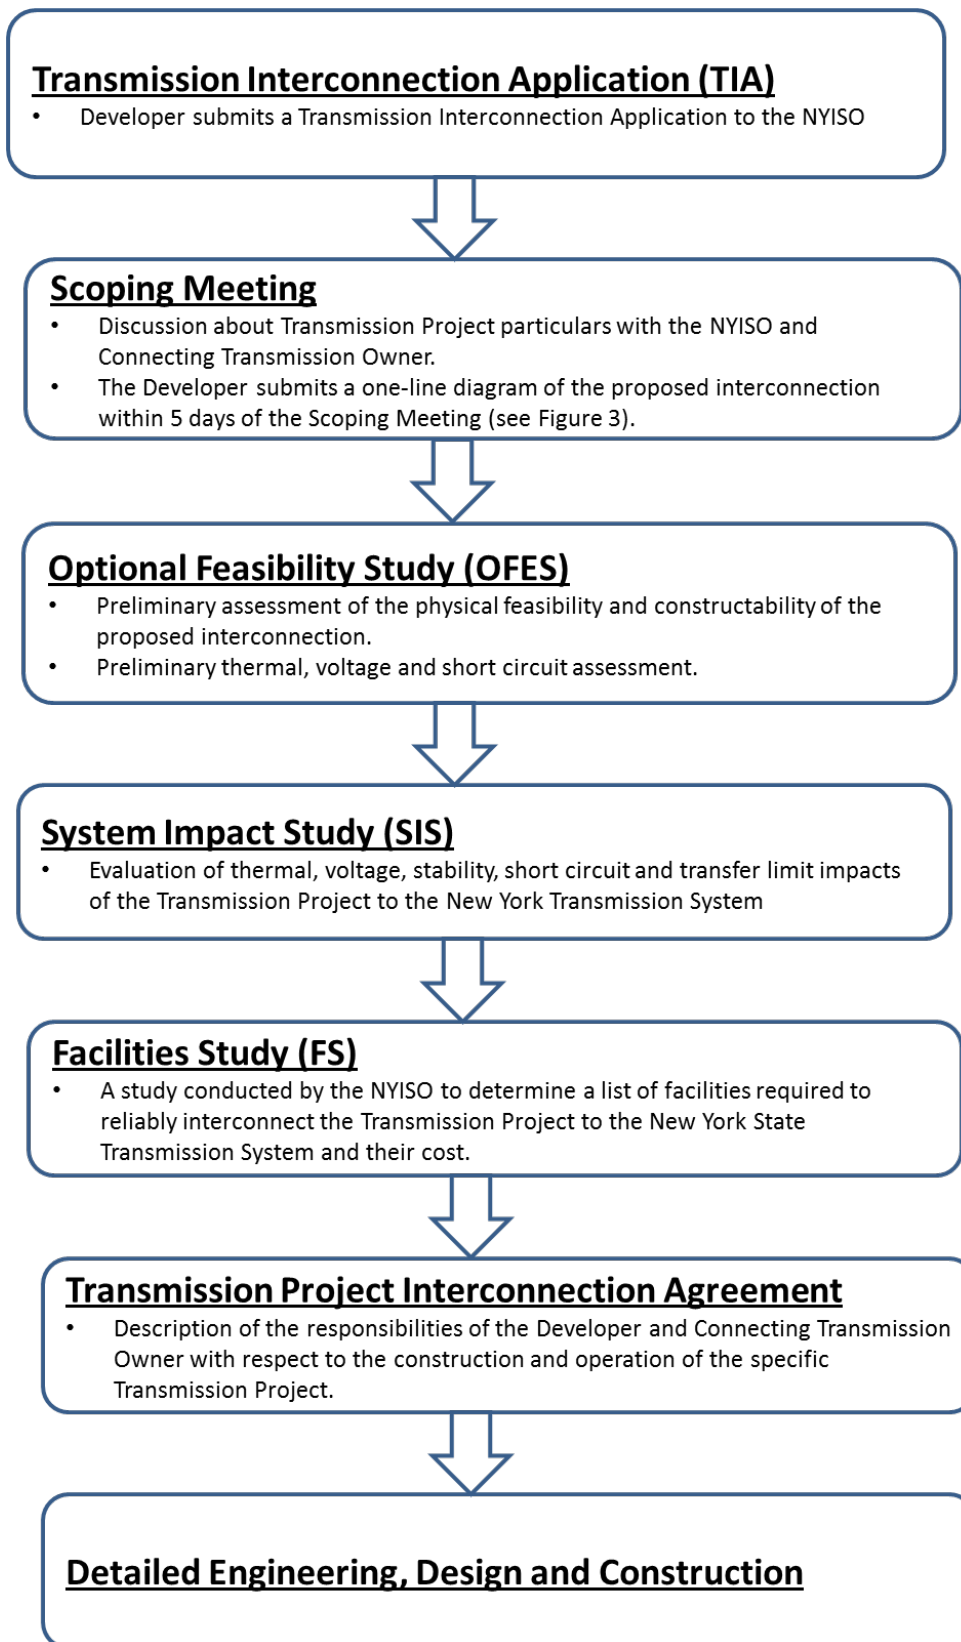 Transmission Interconnection Application (TIA)
• Developer submits a Transmission Interconnection Application to the NYISO
Scoping Meeting
• Discussion about Transmission Project particulars with the NYISO and
Connecting Transmission Owner.
• The Developer submits a one-line diagram of the proposed interconnection
within 5 days of the Scoping Meeting (see Figure 3).
Optional Feasibility Study (OFES)
• Preliminary assessment of the physical feasibility and constructability of the
proposed interconnection.
• Preliminary thermal, voltage and short circuit assessment.
System Impact Study (SIS)
• Evaluation of thermal, voltage, stability, short circuit and transfer limit impacts
of the Transmission Project to the New York Transmission System
Facilities Study (FS)
• A study conducted by the NYISO to determine a list of facilities required to
reliably interconnect the Transmission Project to the New York State
Transmission System and their cost.
Transmission Project Interconnection Agreement
• Description of the responsibilities of the Developer and Connecting Transmission
Owner with respect to the construction and operation of the specific
Transmission Project.
Detailed Engineering, Design and Construction